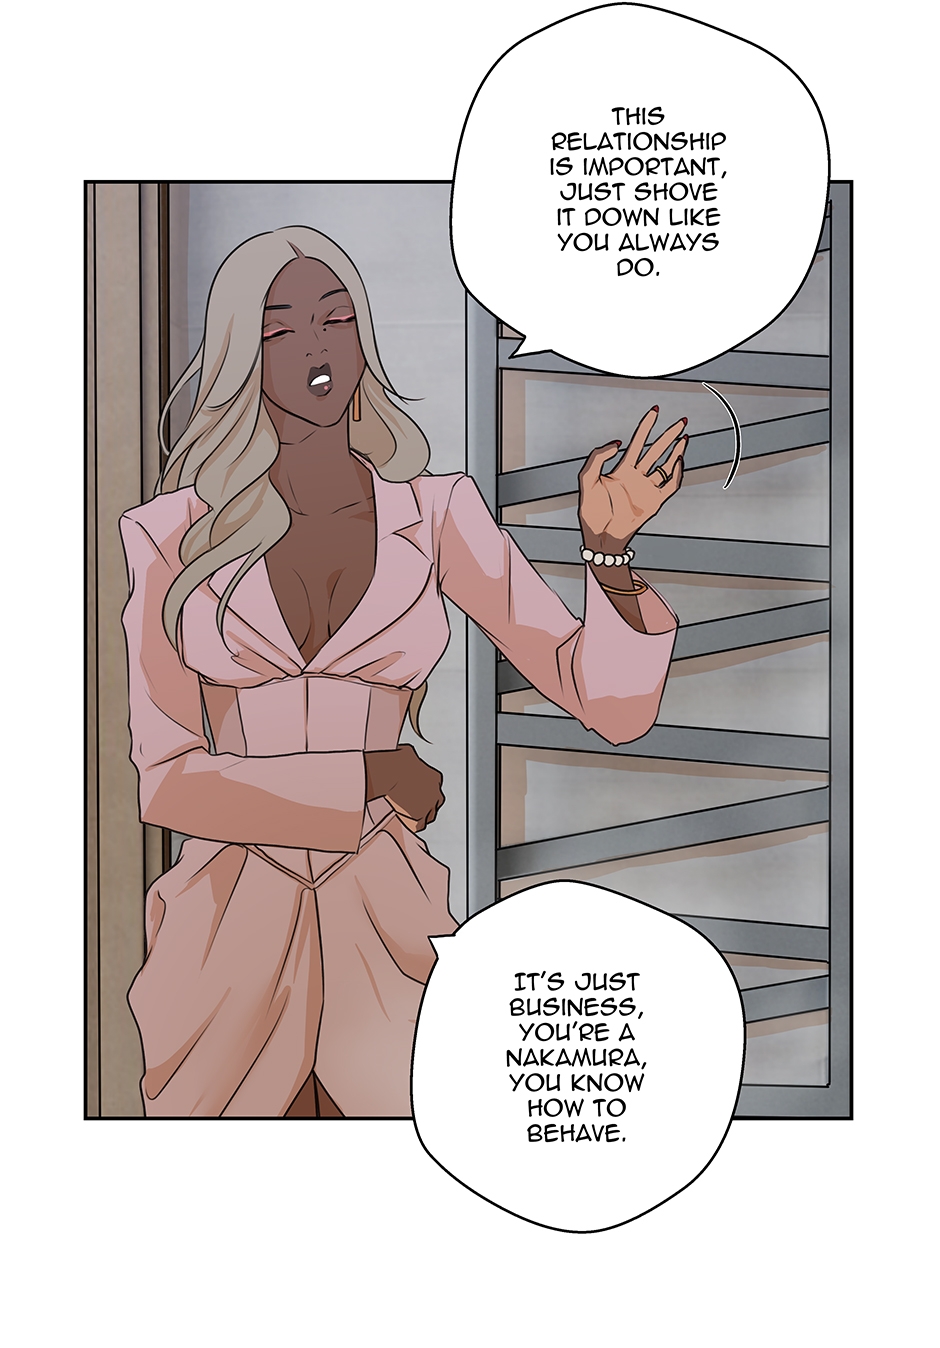 THIS
RELATIONSHIP
IS IMPORTANT,
JUST SHOVE
IT DOWN LIKE
YOU ALWAYS
DO.
IT'S JUST
BUSINESS,
YOU'RE A
NAKAMURA,
YOU KNOW
HOW TO
BEHAVE.